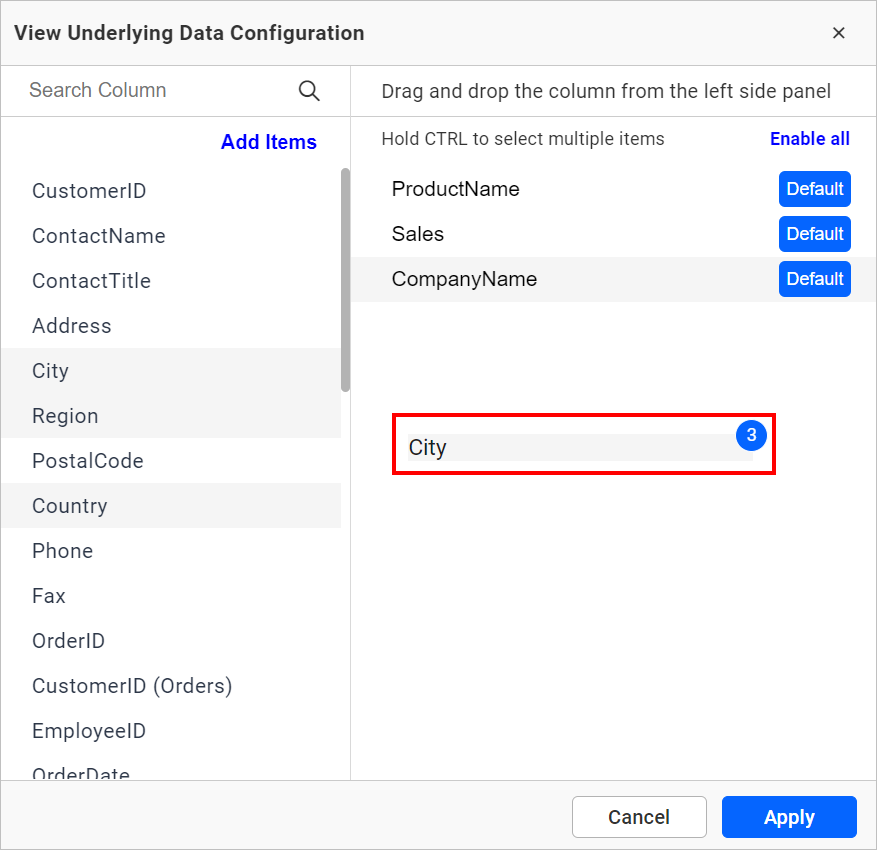 View Underlying Data Configuration
Search Column
Drag and drop the column from the left side panel
Add Items
Hold CTRL to select multiple items
Enable all
CustomerID
ContactName
ContactTitle
Address
City
Region
PostalCode
Country
Phone
Fax
OrderID
CustomerID (Orders)
EmployeeID
OrderDate
ProductName Default
Sales Default
CompanyName Default
City 3
Cancel
Apply